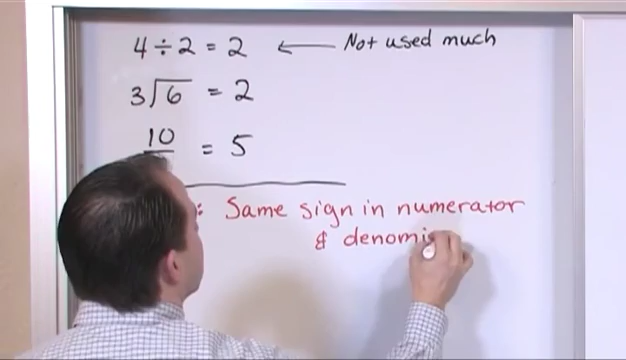 4 ÷ 2 = 2 ← Not used much
3√6 = 2
10 = 5
: Same sign in numerator
& denomi